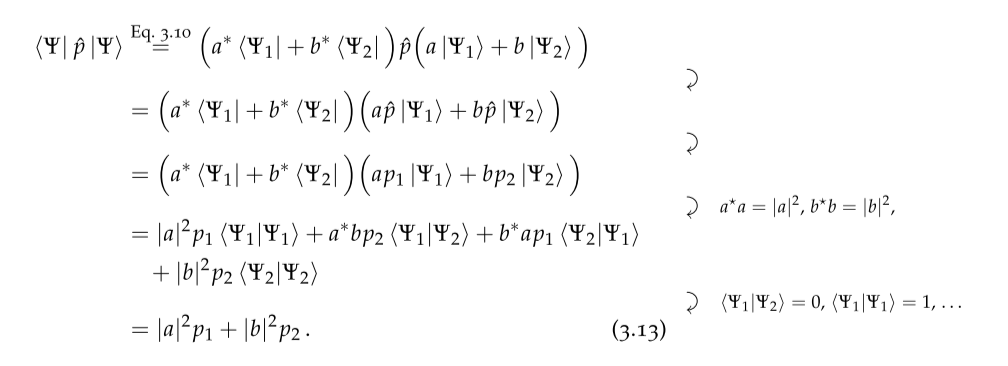 ⟨Ψ| p̂ |Ψ⟩ Eq. 3.10 = (a* ⟨Ψ₁| + b* ⟨Ψ₂|) p̂ (a |Ψ₁⟩ + b |Ψ₂⟩)
= (a* ⟨Ψ₁| + b* ⟨Ψ₂|) (ap̂ |Ψ₁⟩ + bp̂ |Ψ₂⟩)
= (a* ⟨Ψ₁| + b* ⟨Ψ₂|) (ap₁ |Ψ₁⟩ + bp₂ |Ψ₂⟩)
a⋆a = |a|², b⋆b = |b|²,
= |a|²p₁ ⟨Ψ₁|Ψ₁⟩ + a*bp₂ ⟨Ψ₁|Ψ₂⟩ + b*ap₁ ⟨Ψ₂|Ψ₁⟩
+ |b|²p₂ ⟨Ψ₂|Ψ₂⟩
⟨Ψ₁|Ψ₂⟩ = 0, ⟨Ψ₁|Ψ₁⟩ = 1, …
= |a|²p₁ + |b|²p₂ . (3.13)